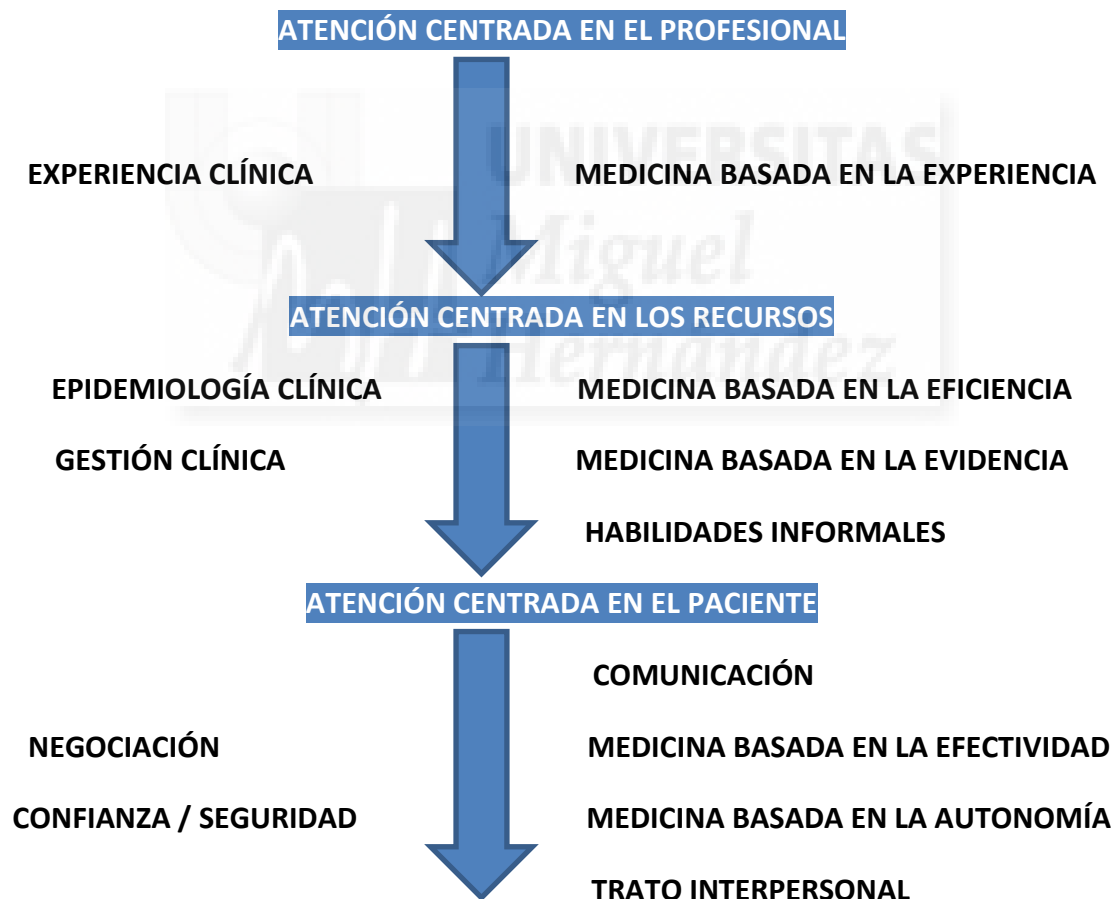 ATENCIÓN CENTRADA EN EL PROFESIONAL
UNIVERSITAS
EXPERIENCIA CLÍNICA MEDICINA BASADA EN LA EXPERIENCIA
Miguel
ATENCIÓN CENTRADA EN LOS RECURSOS
Hernández
EPIDEMIOLOGÍA CLÍNICA MEDICINA BASADA EN LA EFICIENCIA
GESTIÓN CLÍNICA MEDICINA BASADA EN LA EVIDENCIA
HABILIDADES INFORMALES
ATENCIÓN CENTRADA EN EL PACIENTE
COMUNICACIÓN
NEGOCIACIÓN MEDICINA BASADA EN LA EFECTIVIDAD
CONFIANZA / SEGURIDAD MEDICINA BASADA EN LA AUTONOMÍA
TRATO INTERPERSONAL